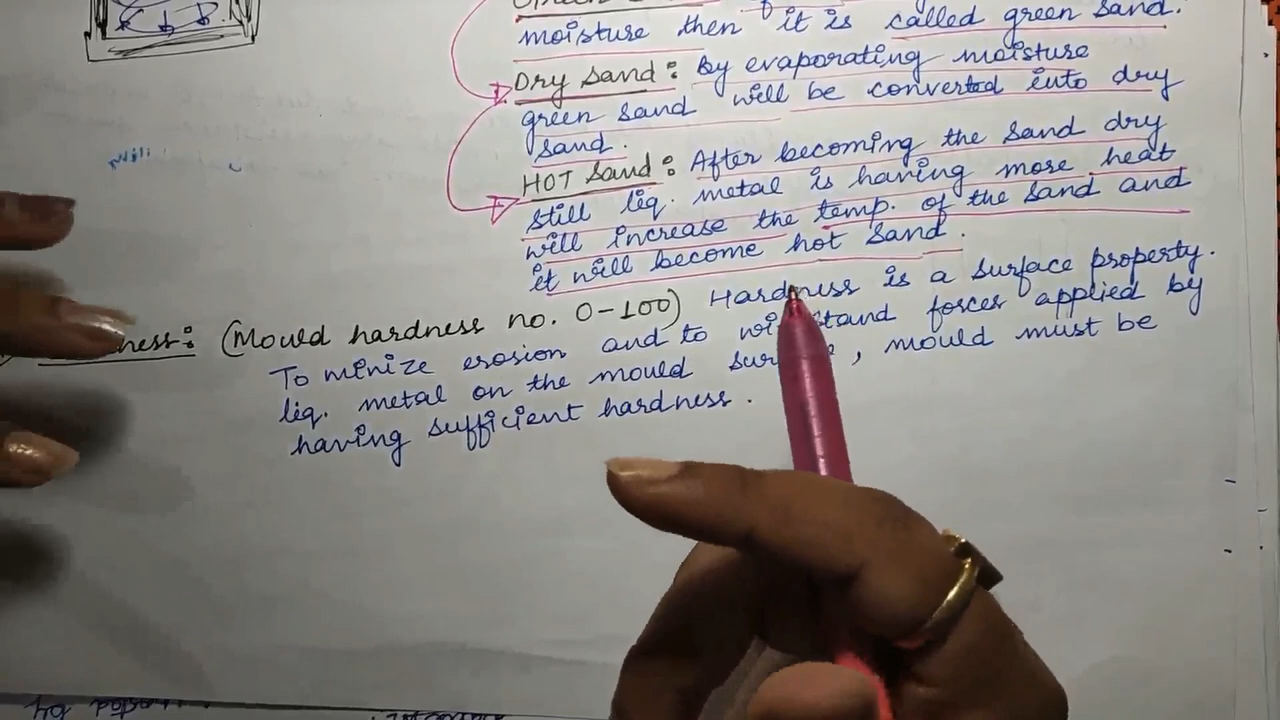 moisture then it is called green sand.
Dry Sand: By evaporating moisture
green sand will be converted into dry
sand.
HOT Sand: After becoming the sand dry
still liq. metal is having more heat
will increase the temp. of the sand and
it will become hot sand.
(Mould hardness no. 0-100) Hardness is a surface property.
To minize erosion and to forces applied by
liq. metal on the mould , mould must be
having sufficient hardness.